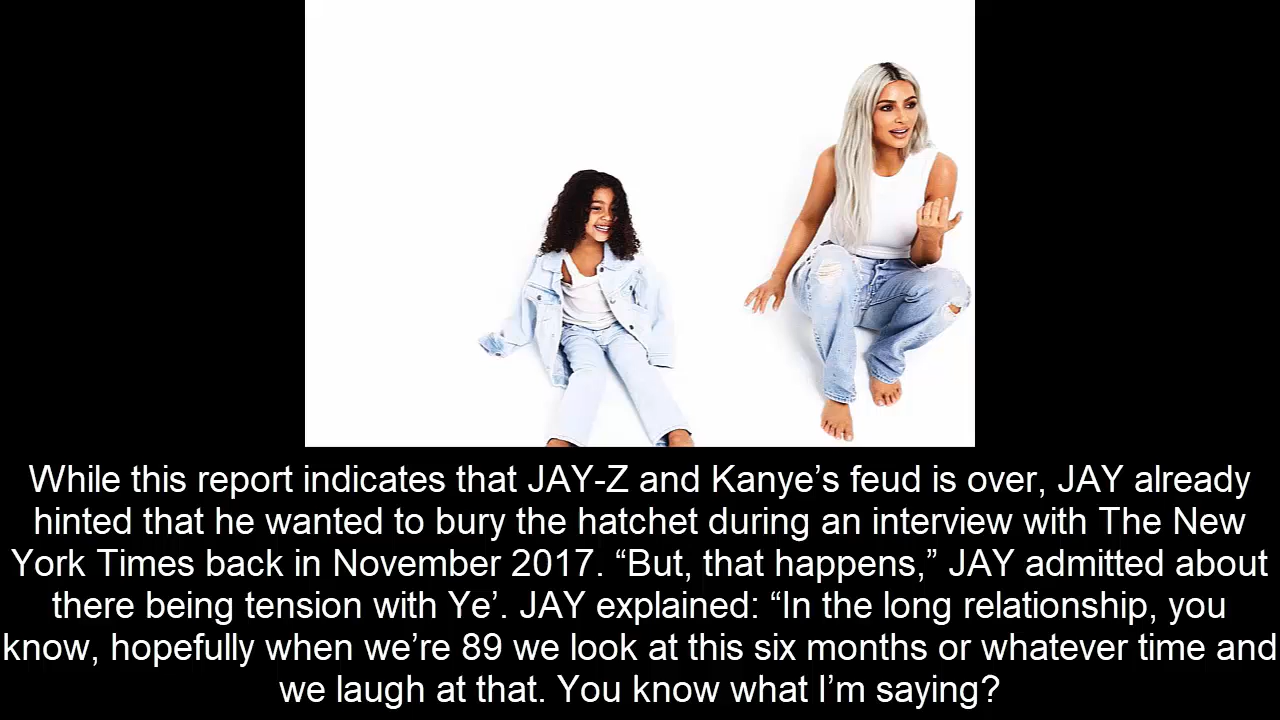 While this report indicates that JAY-Z and Kanye’s feud is over, JAY already
hinted that he wanted to bury the hatchet during an interview with The New
York Times back in November 2017. “But, that happens,” JAY admitted about
there being tension with Ye’. JAY explained: “In the long relationship, you
know, hopefully when we’re 89 we look at this six months or whatever time and
we laugh at that. You know what I’m saying?